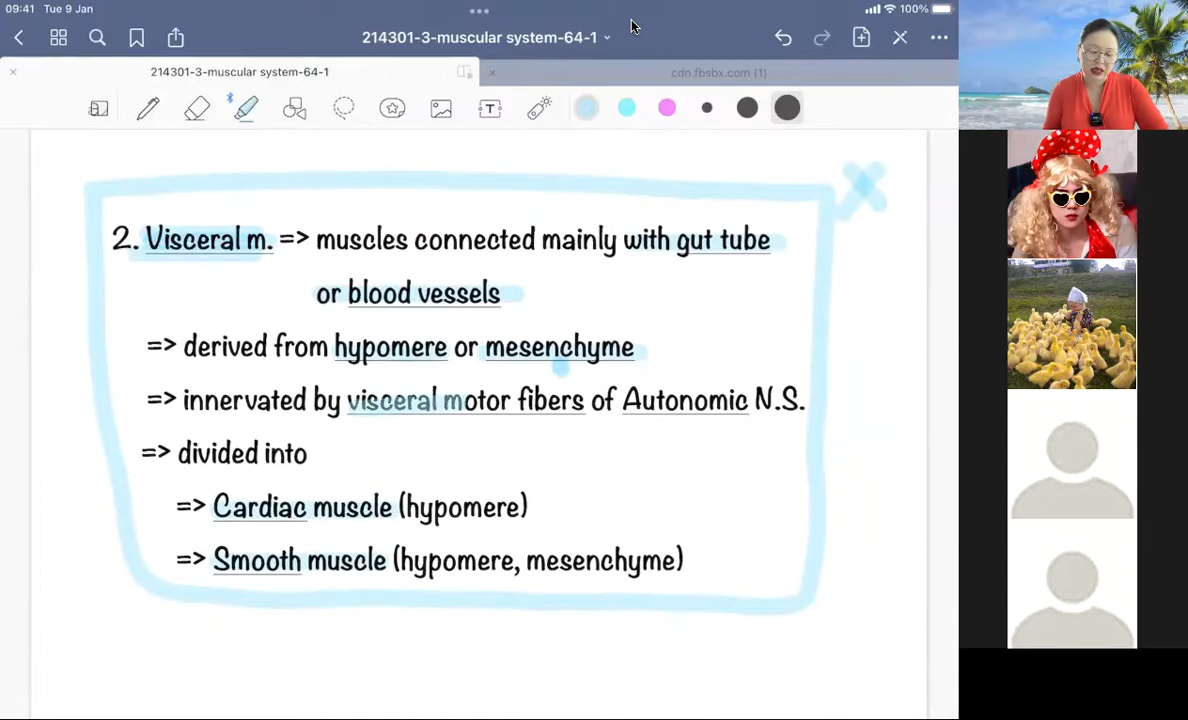 09:41 Tue 9 Jan
100%
214301-3-muscular system-64-1
214301-3-muscular system-64-1
cdn.fbsbx.com (1)
2. Visceral m. => muscles connected mainly with gut tube
or blood vessels
=> derived from hypomere or mesenchyme
=> innervated by visceral motor fibers of Autonomic N.S.
=> divided into
=> Cardiac muscle (hypomere)
=> Smooth muscle (hypomere, mesenchyme)